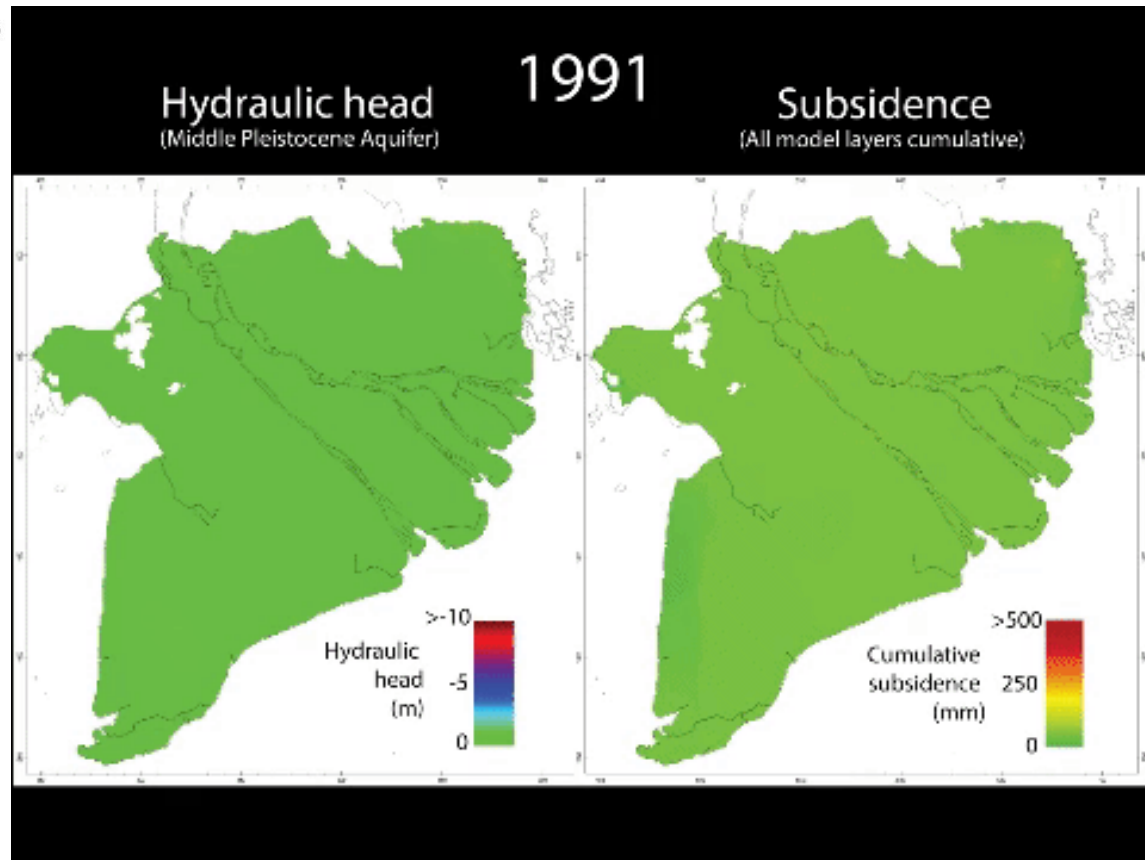 1991
Hydraulic head
(Middle Pleistocene Aquifer)
Subsidence
(All model layers cumulative)
>-10
Hydraulic
head
(m)
-5
0
>500
Cumulative
subsidence
(mm)
250
0